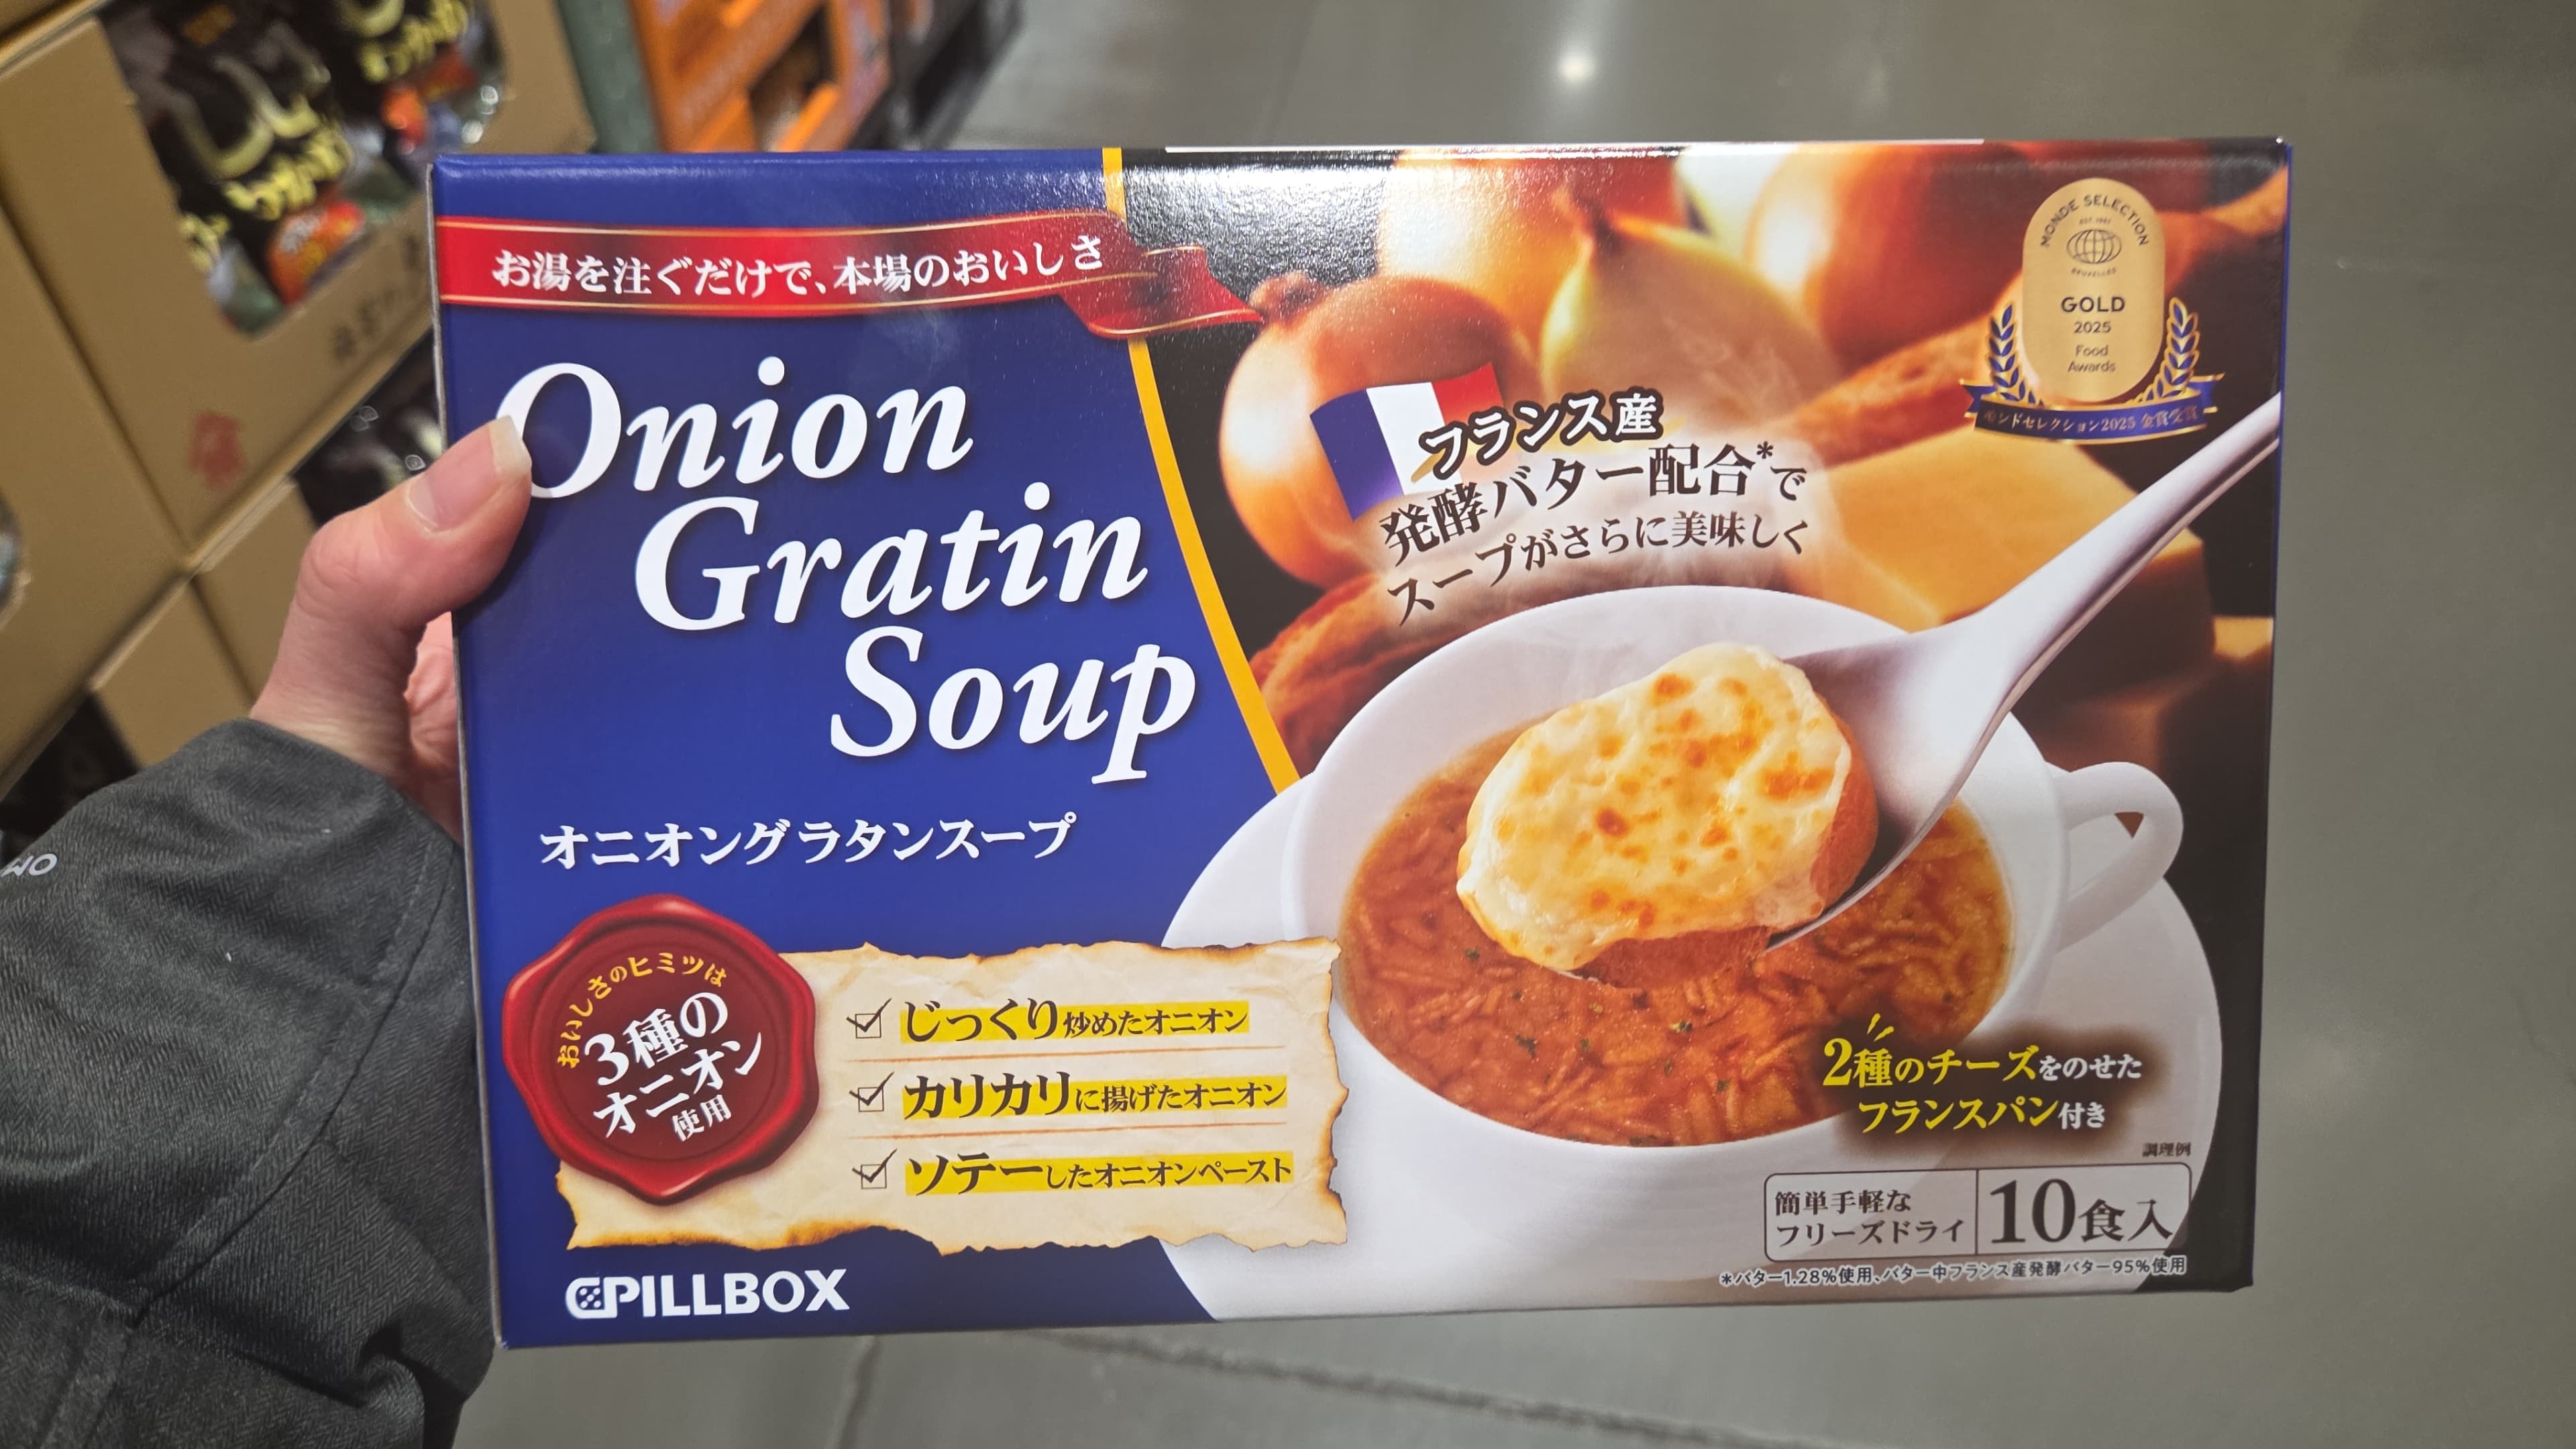 お湯を注ぐだけで、本場のおいしさ
Onion
Gratin
Soup
オニオングラタンスープ
おいしさのヒミツは
3種の
オニオン
使用
じっくり炒めたオニオン
カリカリに揚げたオニオン
ソテーしたオニオンペースト
PILLBOX
MONDE SELECTION
BRUXELLES
GOLD
2025
Food
Awards
モンドセレクション2025 金賞受賞
フランス産
発酵バター配合*で
スープがさらに美味しく
2種のチーズをのせた
フランスパン付き
調理例
簡単手軽な
フリーズドライ
10食入
*バター1.28%使用、バター中フランス産発酵バター95%使用